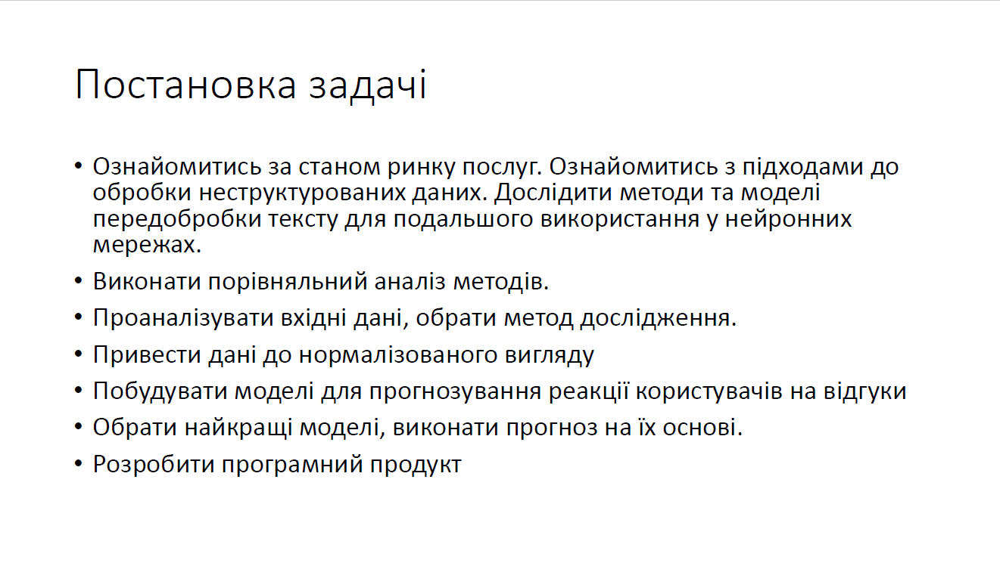 Постановка задачі
• Ознайомитись за станом ринку послуг. Ознайомитись з підходами до
обробки неструктурованих даних. Дослідити методи та моделі
передобробки тексту для подальшого використання у нейронних
мережах.
• Виконати порівняльний аналіз методів.
• Проаналізувати вхідні дані, обрати метод дослідження.
• Привести дані до нормалізованого вигляду
• Побудувати моделі для прогнозування реакції користувачів на відгуки
• Обрати найкращі моделі, виконати прогноз на їх основі.
• Розробити програмний продукт